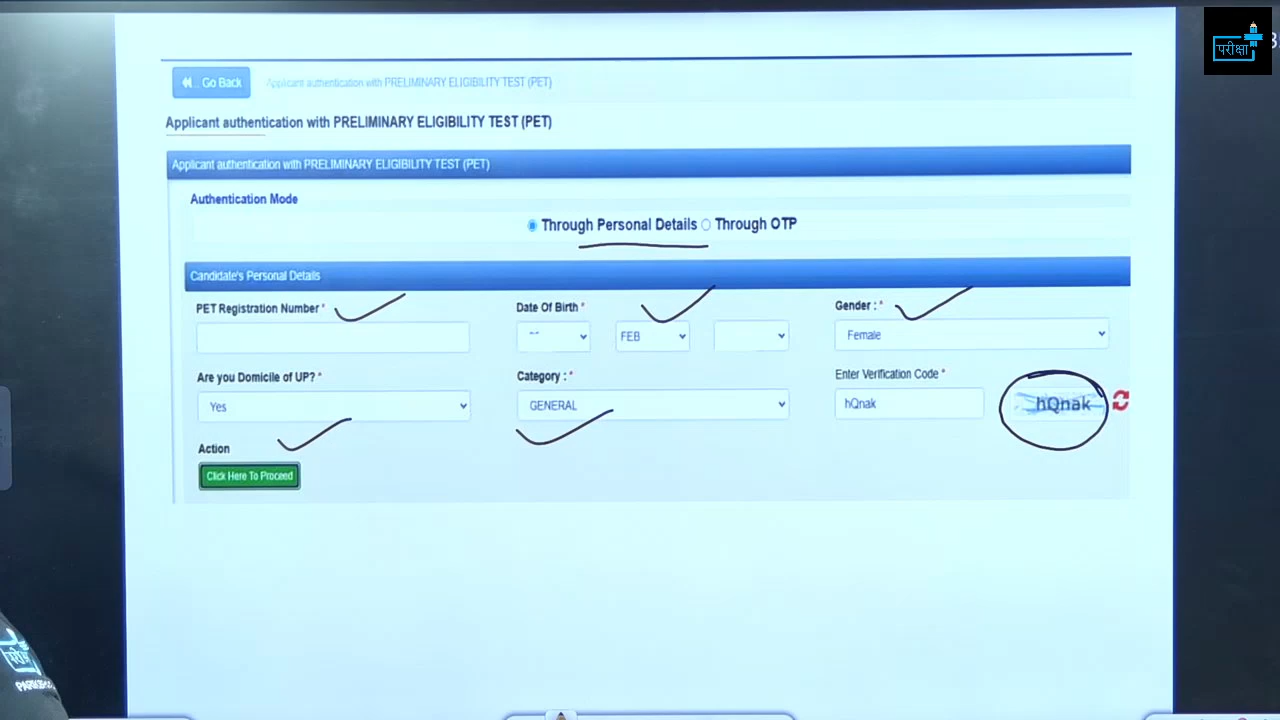 परीक्षा
Go Back Applicant authentication with PRELIMINARY ELIGIBILITY TEST (PET)
Applicant authentication with PRELIMINARY ELIGIBILITY TEST (PET)
Applicant authentication with PRELIMINARY ELIGIBILITY TEST (PET)
Authentication Mode
Through Personal Details Through OTP
Candidate's Personal Details
PET Registration Number * Date Of Birth * Gender : *
-- FEB Female
Are you Domicile of UP? * Category : * Enter Verification Code *
Yes GENERAL hQnak hQnak
Action
Click Here To Proceed